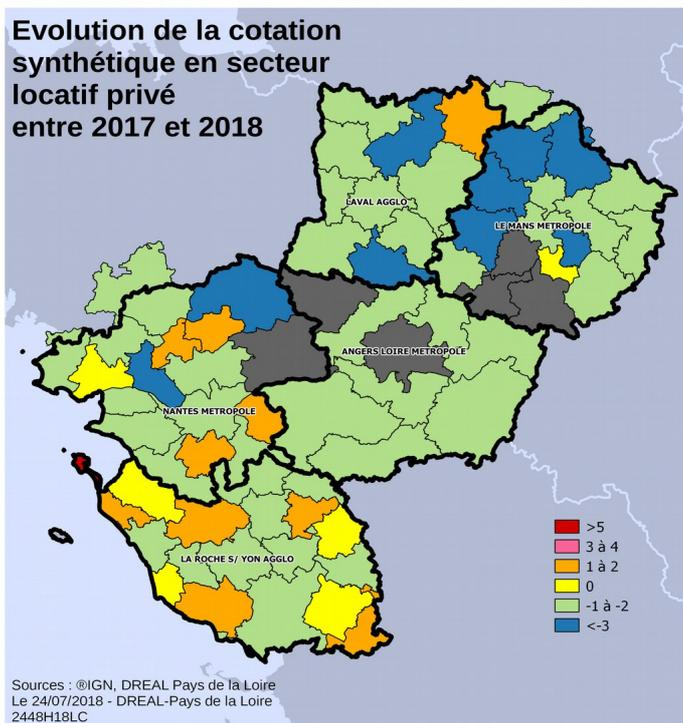 Evolution de la cotation
synthétique en secteur
locatif privé
entre 2017 et 2018
LAVAL AGGLO
LE MANS METROPOLE
ANGERS LOIRE METROPOLE
NANTES METROPOLE
LA ROCHE S/ YON AGGLO
>5
3 à 4
1 à 2
0
-1 à -2
<-3
Sources : ®IGN, DREAL Pays de la Loire
Le 24/07/2018 - DREAL-Pays de la Loire
2448H18LC